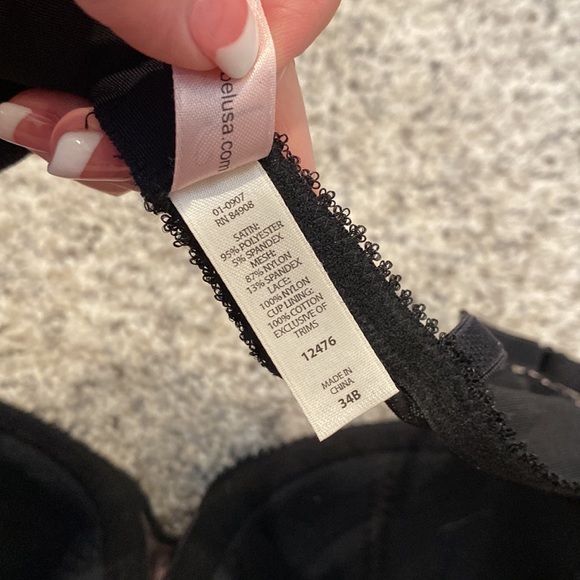 elusa.com
01-0907
RN 84908
SATIN:
95% POLYESTER
5% SPANDEX
MESH:
87% NYLON
13% SPANDEX
LACE:
100% NYLON
CUP LINING:
100% COTTON
EXCLUSIVE OF
TRIMS
12476
MADE IN
CHINA
34B